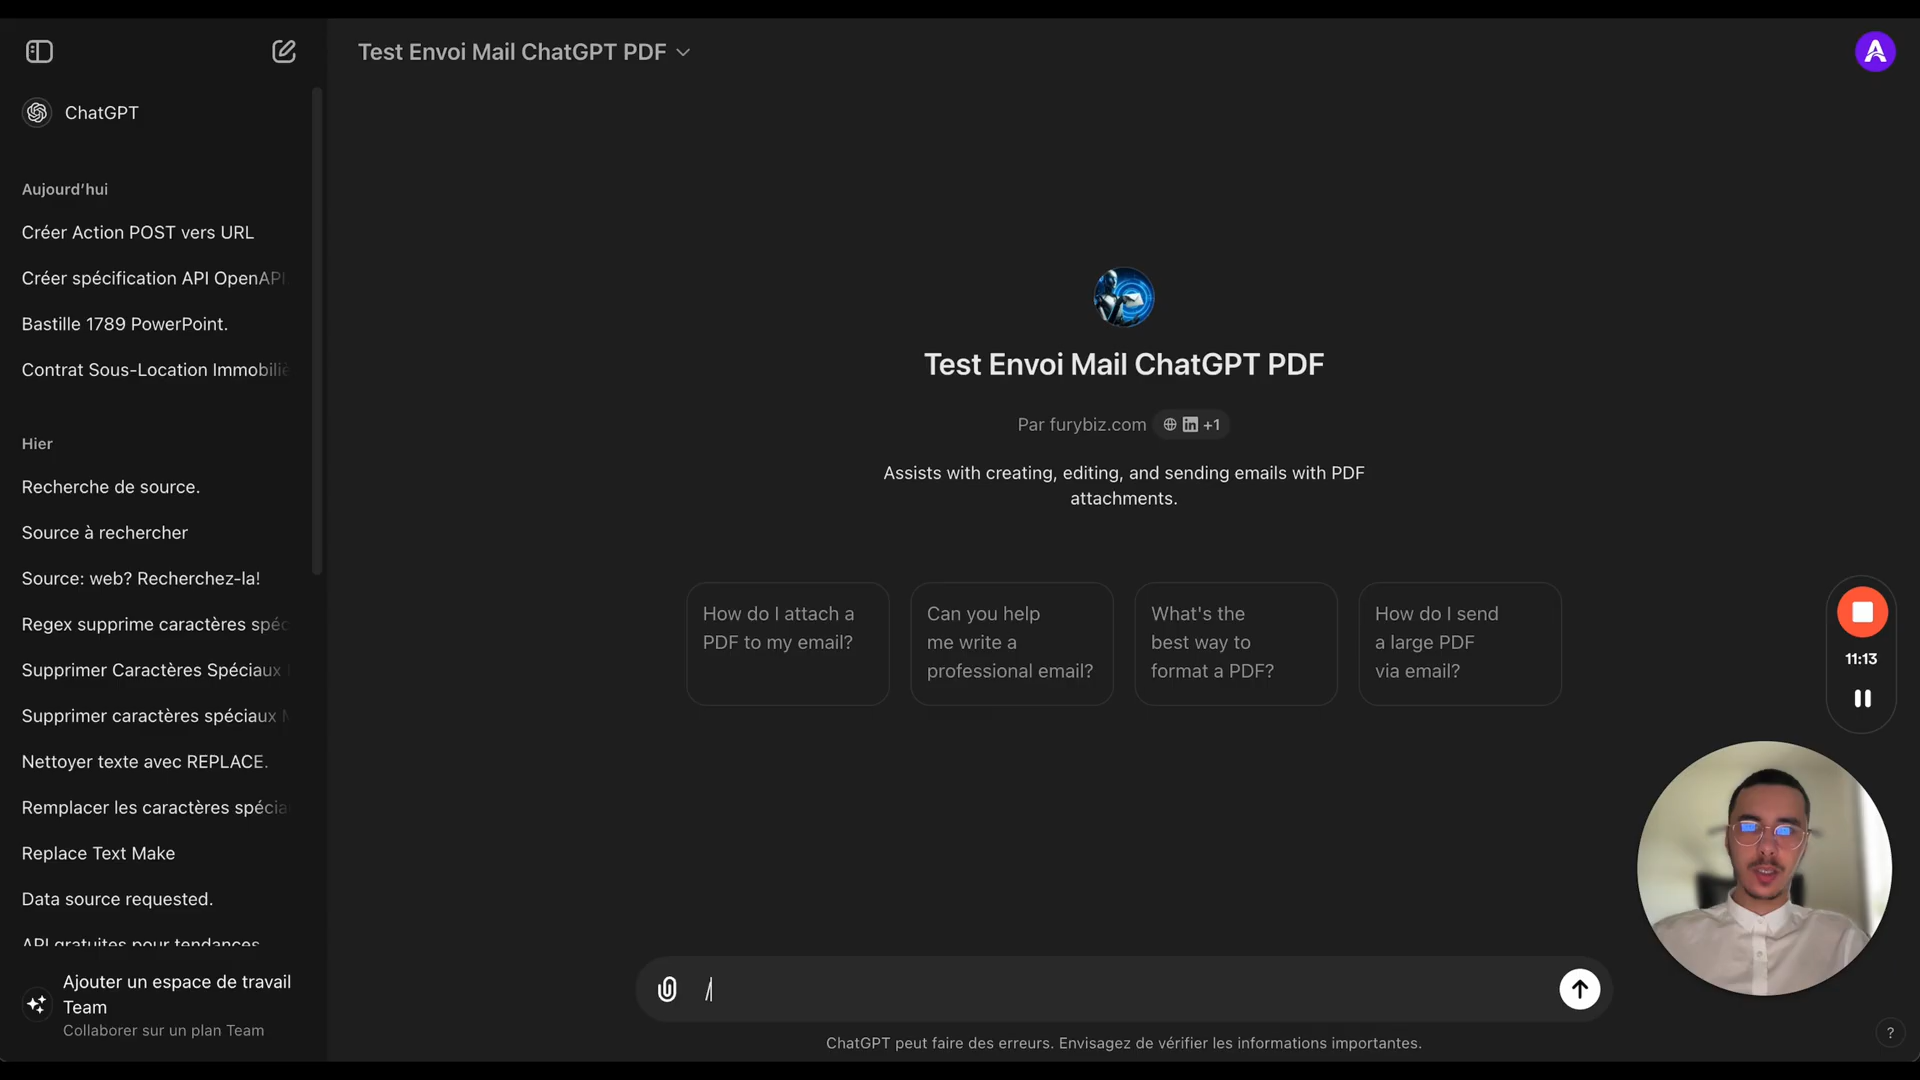 Test Envoi Mail ChatGPT PDF
ChatGPT
Aujourd’hui
Créer Action POST vers URL
Créer spécification API OpenAPI
Bastille 1789 PowerPoint.
Contrat Sous-Location Immobiliè
Hier
Recherche de source.
Source à rechercher
Source: web? Recherchez-la!
Regex supprime caractères spéc
Supprimer Caractères Spéciaux
Supprimer caractères spéciaux M
Nettoyer texte avec REPLACE.
Remplacer les caractères spécia
Replace Text Make
Data source requested.
API gratuites pour tendances
Ajouter un espace de travail
Team
Collaborer sur un plan Team
Test Envoi Mail ChatGPT PDF
Par furybiz.com in +1
Assists with creating, editing, and sending emails with PDF
attachments.
How do I attach a
PDF to my email?
Can you help
me write a
professional email?
What's the
best way to
format a PDF?
How do I send
a large PDF
via email?
/
ChatGPT peut faire des erreurs. Envisagez de vérifier les informations importantes.
11:13
?